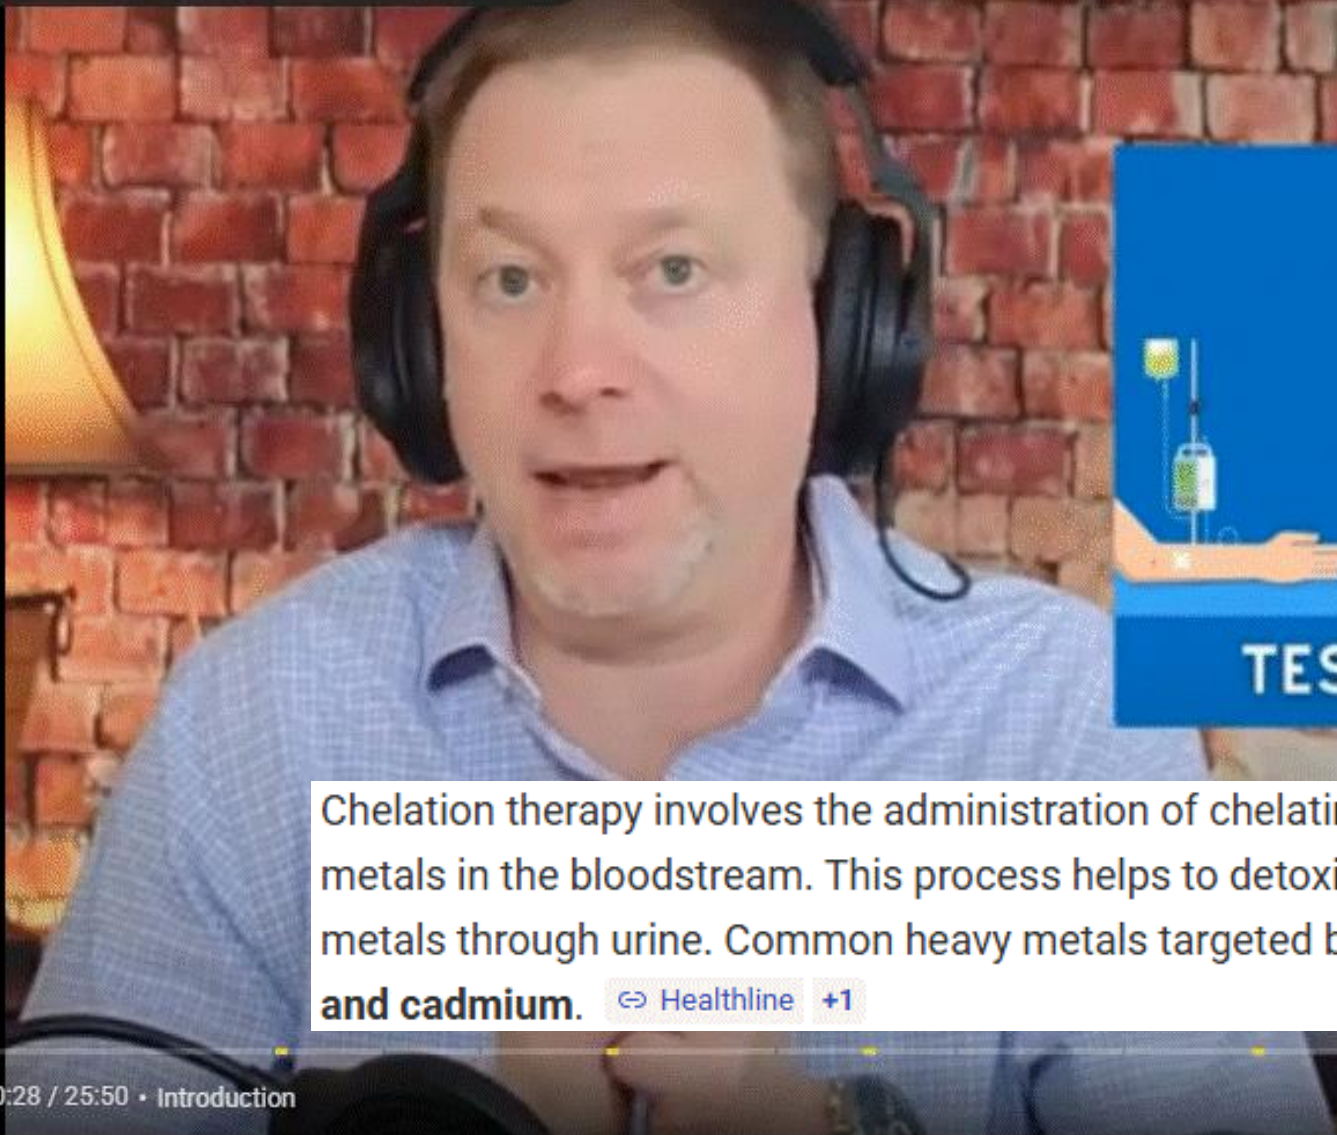 TES
Chelation therapy involves the administration of chelati
metals in the bloodstream. This process helps to detoxi
metals through urine. Common heavy metals targeted b
and cadmium. Healthline +1
0:28 / 25:50 • Introduction